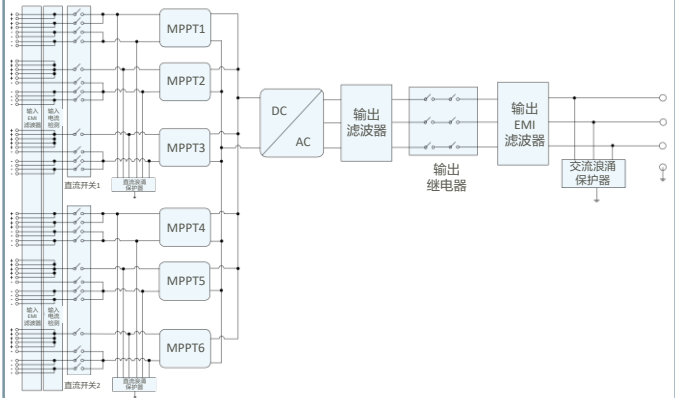 MPPT1
MPPT2
MPPT3
输入
EMI
滤波器
输入
电流
检测
直流开关1
直流浪涌
保护器
DC
AC
输出
滤波器
输出
继电器
输出
EMI
滤波器
交流浪涌
保护器
MPPT4
MPPT5
MPPT6
输入
EMI
滤波器
输入
电流
检测
直流开关2
直流浪涌
保护器